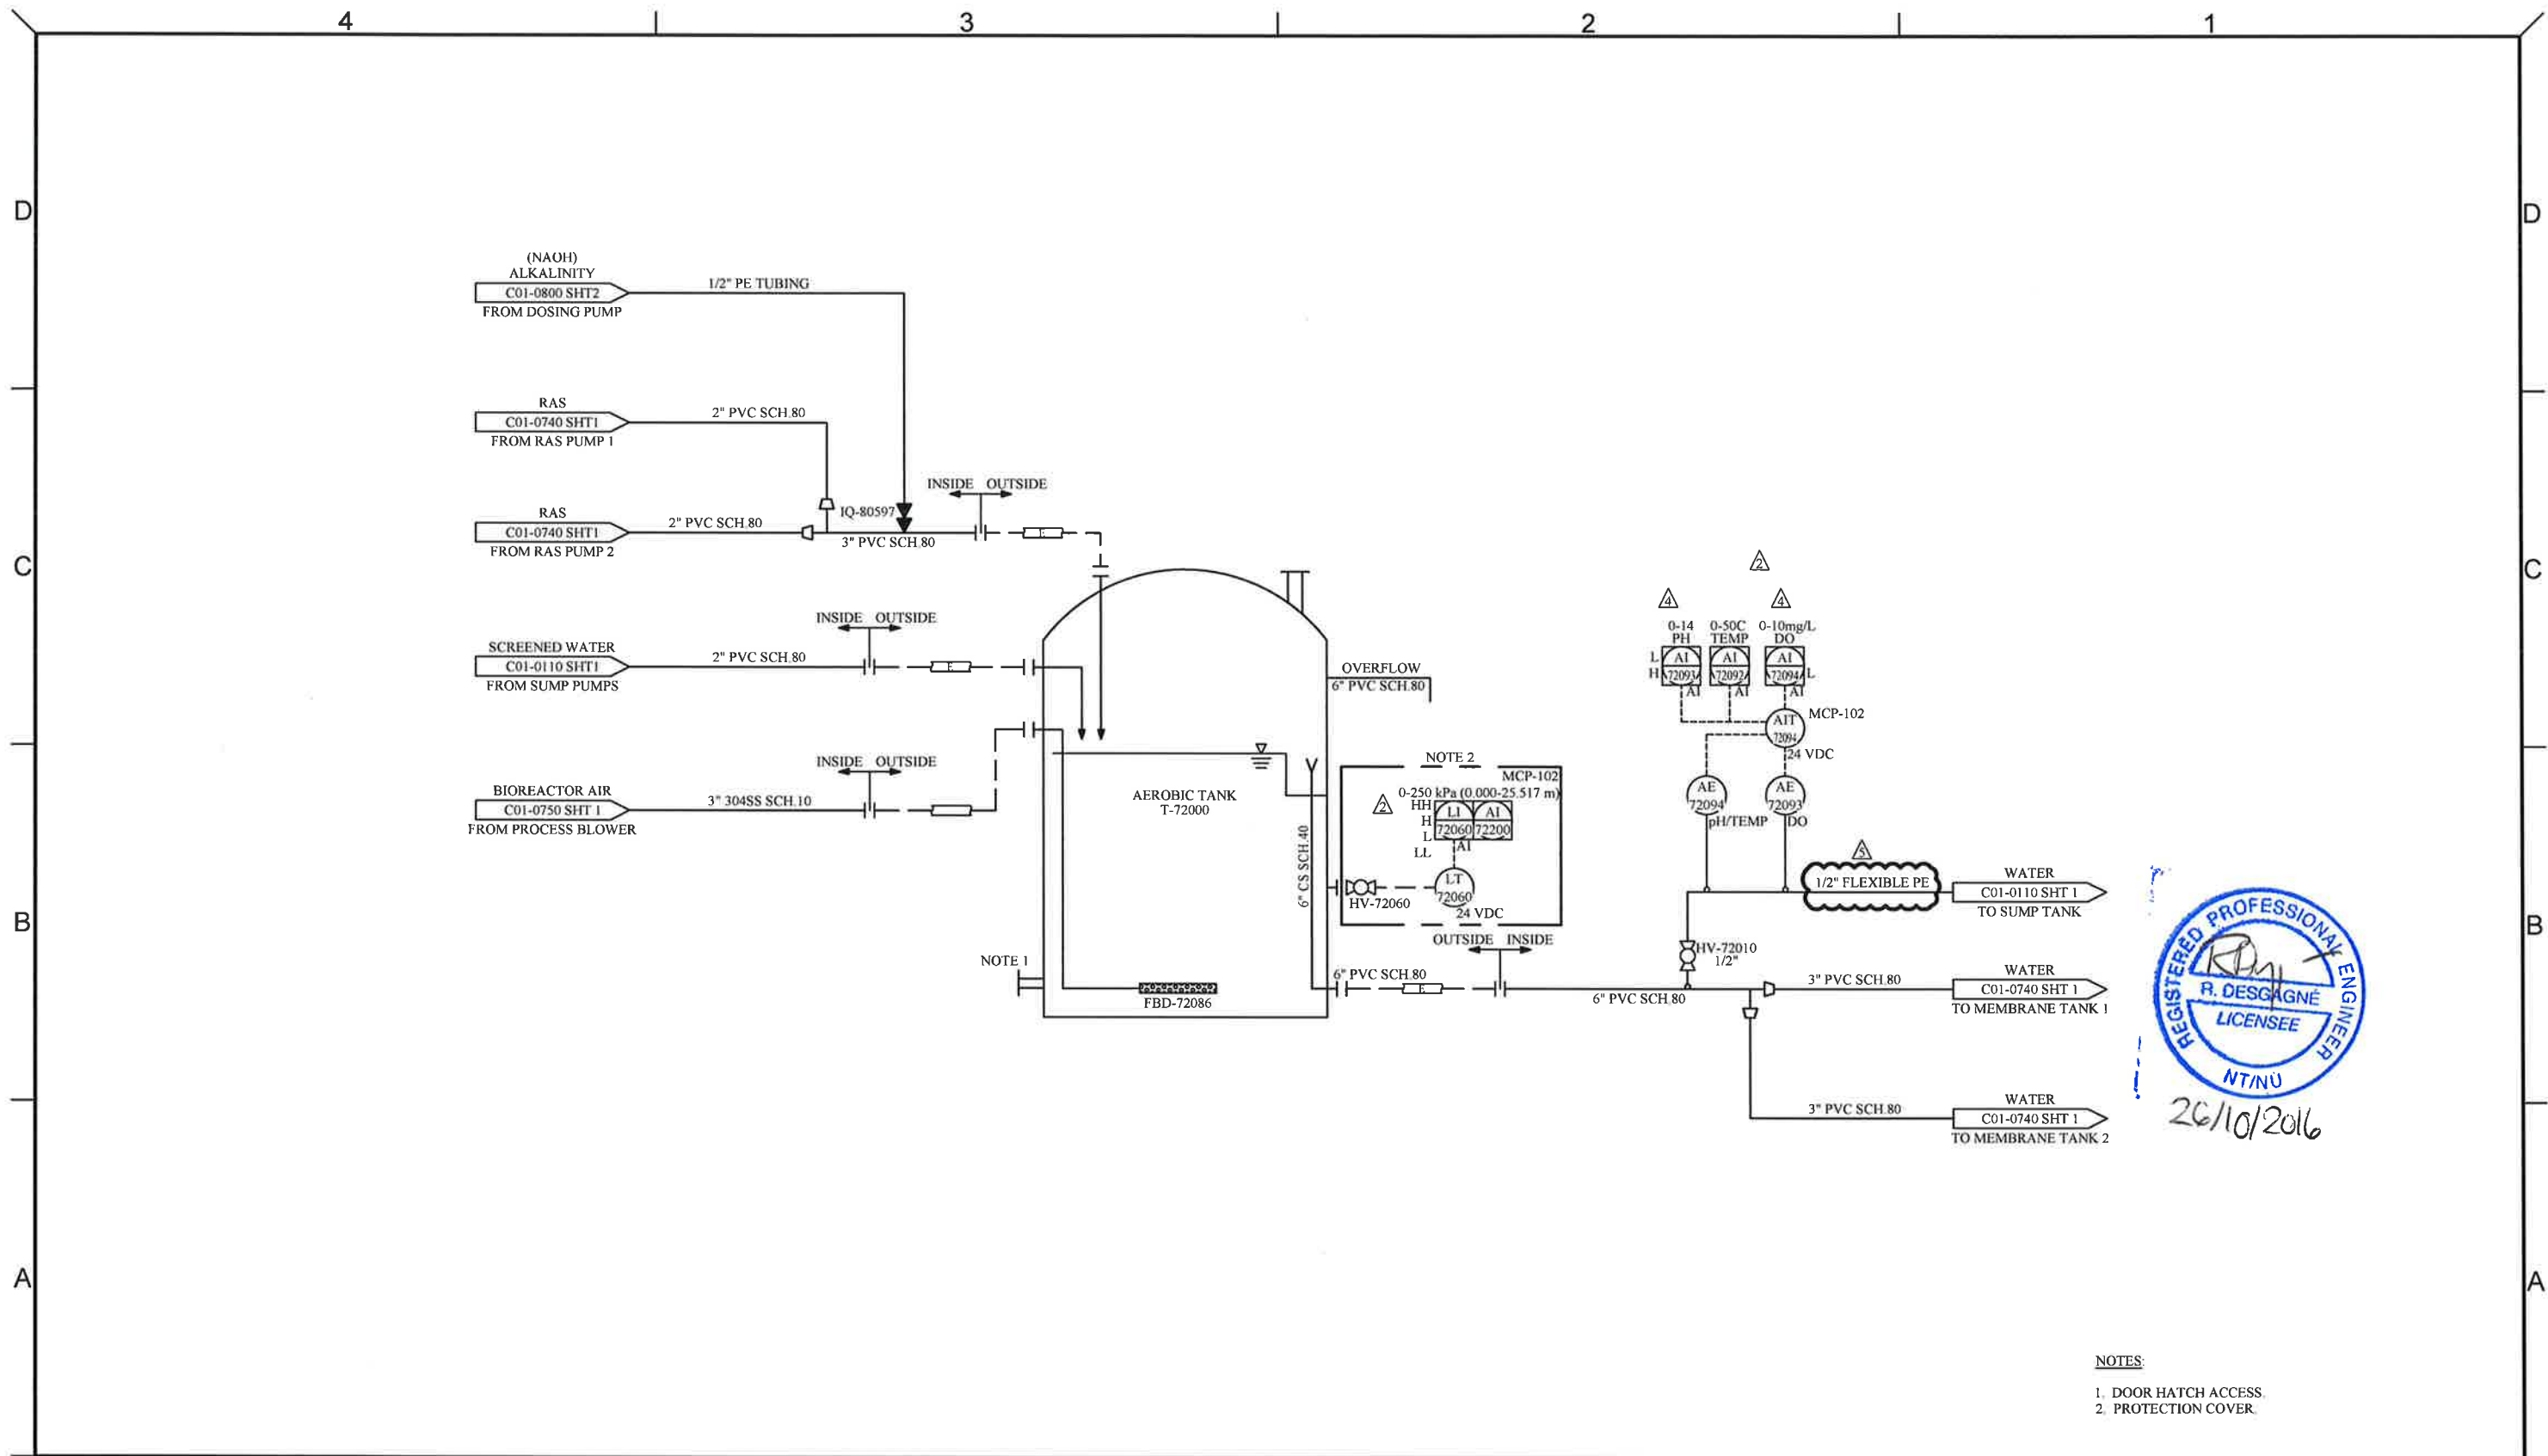 4
3
2
1
D
D
(NAOH)
ALKALINITY
C01-0800 SHT2
FROM DOSING PUMP
1/2" PE TUBING
RAS
C01-0740 SHT1
FROM RAS PUMP 1
2" PVC SCH.80
RAS
C01-0740 SHT1
FROM RAS PUMP 2
2" PVC SCH.80
IQ-80597
3" PVC SCH.80
INSIDE OUTSIDE
E
C
C
SCREENED WATER
C01-0110 SHT1
FROM SUMP PUMPS
2" PVC SCH.80
INSIDE OUTSIDE
E
BIOREACTOR AIR
C01-0750 SHT 1
FROM PROCESS BLOWER
3" 304SS SCH.10
INSIDE OUTSIDE
AEROBIC TANK
T-72000
OVERFLOW
6" PVC SCH.80
6" CS SCH.40
NOTE 1
FBD-72086
NOTE 2
MCP-102
0-250 kPa (0.000-25.517 m)
2
HH
H
L
LL
LI
72060
AI
72200
AI
LT
72060
24 VDC
HV-72060
OUTSIDE INSIDE
6" PVC SCH.80
E
6" PVC SCH.80
2
4
4
0-14
PH
0-50C
TEMP
0-10mg/L
DO
L
H
AI
72093
AI
72092
AI
72094
L
AI
AI
AI
AIT
72094
MCP-102
24 VDC
AE
72094
pH/TEMP
AE
72093
DO
5
1/2" FLEXIBLE PE
WATER
C01-0110 SHT 1
TO SUMP TANK
HV-72010
1/2"
3" PVC SCH.80
WATER
C01-0740 SHT 1
TO MEMBRANE TANK 1
3" PVC SCH.80
WATER
C01-0740 SHT 1
TO MEMBRANE TANK 2
B
B
REGISTERED PROFESSIONAL ENGINEER
R. DESGAGNÉ
LICENSEE
NT/NU
26/10/2016
A
A
NOTES:
1. DOOR HATCH ACCESS.
2. PROTECTION COVER.